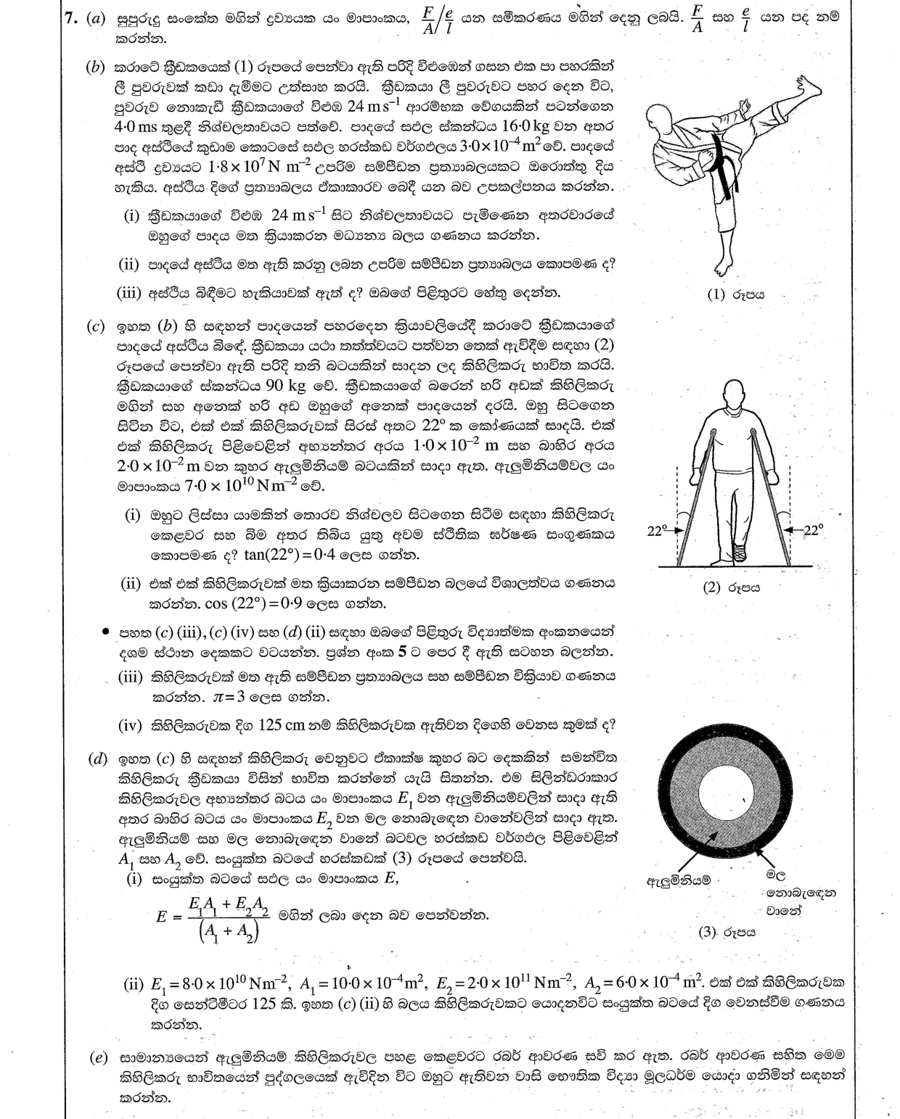 7. (a) සුපුරුදු සංකේත මගින් ද්‍රව්‍යයක යං මාපාංකය, F/A / e/l යන සමීකරණය මගින් දෙනු ලබයි. F/A සහ e/l යන පද නම්
කරන්න.
(b) කරාටේ ක්‍රීඩකයෙක් (1) රූපයේ පෙන්වා ඇති පරිදි විළුඹෙන් ගසන එක පා පහරකින්
ලී පුවරුවක් කඩා දැමීමට උත්සාහ කරයි. ක්‍රීඩකයා ලී පුවරුවට පහර දෙන විට,
පුවරුව නොකැඩී ක්‍රීඩකයාගේ විළුඹ 24 m s⁻¹ ආරම්භක වේගයකින් පටන්ගෙන
4·0 ms තුළදී නිශ්චලතාවයට පත්වේ. පාදයේ සඵල ස්කන්ධය 16·0 kg වන අතර
පාද අස්ථියේ කුඩාම කොටසේ සඵල හරස්කඩ වර්ගඵලය 3·0 × 10⁻⁴ m² වේ. පාදයේ
අස්ථි ද්‍රව්‍යයට 1·8 × 10⁷ N m⁻² උපරිම සම්පීඩන ප්‍රත්‍යාබලයකට ඔරොත්තු දිය
හැකිය. අස්ථිය දිගේ ප්‍රත්‍යාබලය ඒකාකාරව බෙදී යන බව උපකල්පනය කරන්න.
(i) ක්‍රීඩකයාගේ විළුඹ 24 m s⁻¹ සිට නිශ්චලතාවයට පැමිණෙන අතරවාරයේ
ඔහුගේ පාදය මත ක්‍රියාකරන මධ්‍යන්‍ය බලය ගණනය කරන්න.
(ii) පාදයේ අස්ථිය මත ඇති කරනු ලබන උපරිම සම්පීඩන ප්‍රත්‍යාබලය කොපමණ ද?
(iii) අස්ථිය බිඳීමට හැකියාවක් ඇත් ද? ඔබගේ පිළිතුරට හේතු දෙන්න.
(1) රූපය
(c) ඉහත (b) හි සඳහන් පාදයෙන් පහරදෙන ක්‍රියාවලියේදී කරාටේ ක්‍රීඩකයාගේ
පාදයේ අස්ථිය බිඳේ. ක්‍රීඩකයා යථා තත්ත්වයට පත්වන තෙක් ඇවිදීම සඳහා (2)
රූපයේ පෙන්වා ඇති පරිදි තනි බටයකින් සාදන ලද කිහිලිකරු භාවිත කරයි.
ක්‍රීඩකයාගේ ස්කන්ධය 90 kg වේ. ක්‍රීඩකයාගේ බරෙන් හරි අඩක් කිහිලිකරු
මගින් සහ අනෙක් හරි අඩ ඔහුගේ අනෙක් පාදයෙන් දරයි. ඔහු සිටගෙන
සිටින විට, එක් එක් කිහිලිකරුවක් සිරස් අතට 22° ක කෝණයක් සාදයි. එක්
එක් කිහිලිකරු පිළිවෙළින් අභ්‍යන්තර අරය 1·0 × 10⁻² m සහ බාහිර අරය
2·0 × 10⁻² m වන කුහර ඇලුමිනියම් බටයකින් සාදා ඇත. ඇලුමිනියම්වල යං
මාපාංකය 7·0 × 10¹⁰ N m⁻² වේ.
(i) ඔහුට ලිස්සා යාමකින් තොරව නිශ්චලව සිටගෙන සිටීම සඳහා කිහිලිකරු
කෙළවර සහ බිම අතර තිබිය යුතු අවම ස්ථිතික ඝර්ෂණ සංගුණකය
කොපමණ ද? tan(22°) = 0·4 ලෙස ගන්න.
(ii) එක් එක් කිහිලිකරුවක් මත ක්‍රියාකරන සම්පීඩන බලයේ විශාලත්වය ගණනය
කරන්න. cos (22°) = 0·9 ලෙස ගන්න.
22° 22°
(2) රූපය
• පහත (c) (iii), (c) (iv) සහ (d) (ii) සඳහා ඔබගේ පිළිතුරු විද්‍යාත්මක අංකනයෙන්
දශම ස්ථාන දෙකකට වටයන්න. ප්‍රශ්න අංක 5 ට පෙර දී ඇති සටහන බලන්න.
(iii) කිහිලිකරුවක් මත ඇති සම්පීඩන ප්‍රත්‍යාබලය සහ සම්පීඩන වික්‍රියාව ගණනය
කරන්න. π = 3 ලෙස ගන්න.
(iv) කිහිලිකරුවක දිග 125 cm නම් කිහිලිකරුවක ඇතිවන දිගෙහි වෙනස කුමක් ද?
(d) ඉහත (c) හි සඳහන් කිහිලිකරු වෙනුවට ඒකාක්ෂ කුහර බට දෙකකින් සමන්විත
කිහිලිකරු ක්‍රීඩකයා විසින් භාවිත කරන්නේ යැයි සිතන්න. එම සිලින්ඩරාකාර
කිහිලිකරුවල අභ්‍යන්තර බටය යං මාපාංකය E₁ වන ඇලුමිනියම්වලින් සාදා ඇති
අතර බාහිර බටය යං මාපාංකය E₂ වන මල නොබැඳෙන වානේවලින් සාදා ඇත.
ඇලුමිනියම් සහ මල නොබැඳෙන වානේ බටවල හරස්කඩ වර්ගඵල පිළිවෙළින්
A₁ සහ A₂ වේ. සංයුක්ත බටයේ හරස්කඩක් (3) රූපයේ පෙන්වයි.
(i) සංයුක්ත බටයේ සඵල යං මාපාංකය E,
E = (E₁A₁ + E₂A₂)/(A₁ + A₂) මගින් ලබා දෙන බව පෙන්වන්න.
ඇලුමිනියම්
මල
නොබැඳෙන
වානේ
(3) රූපය
(ii) E₁ = 8·0 × 10¹⁰ N m⁻², A₁ = 10·0 × 10⁻⁴ m², E₂ = 2·0 × 10¹¹ N m⁻², A₂ = 6·0 × 10⁻⁴ m². එක් එක් කිහිලිකරුවක
දිග සෙන්ටිමීටර 125 කි. ඉහත (c) (ii) හි බලය කිහිලිකරුවකට යොදනවිට සංයුක්ත බටයේ දිග වෙනස්වීම ගණනය
කරන්න.
(e) සාමාන්‍යයෙන් ඇලුමිනියම් කිහිලිකරුවල පහළ කෙළවරට රබර් ආවරණ සවි කර ඇත. රබර් ආවරණ සහිත මෙම
කිහිලිකරු භාවිතයෙන් පුද්ගලයෙක් ඇවිදින විට ඔහුට ඇතිවන වාසි භෞතික විද්‍යා මූලධර්ම යොදා ගනිමින් සඳහන්
කරන්න.